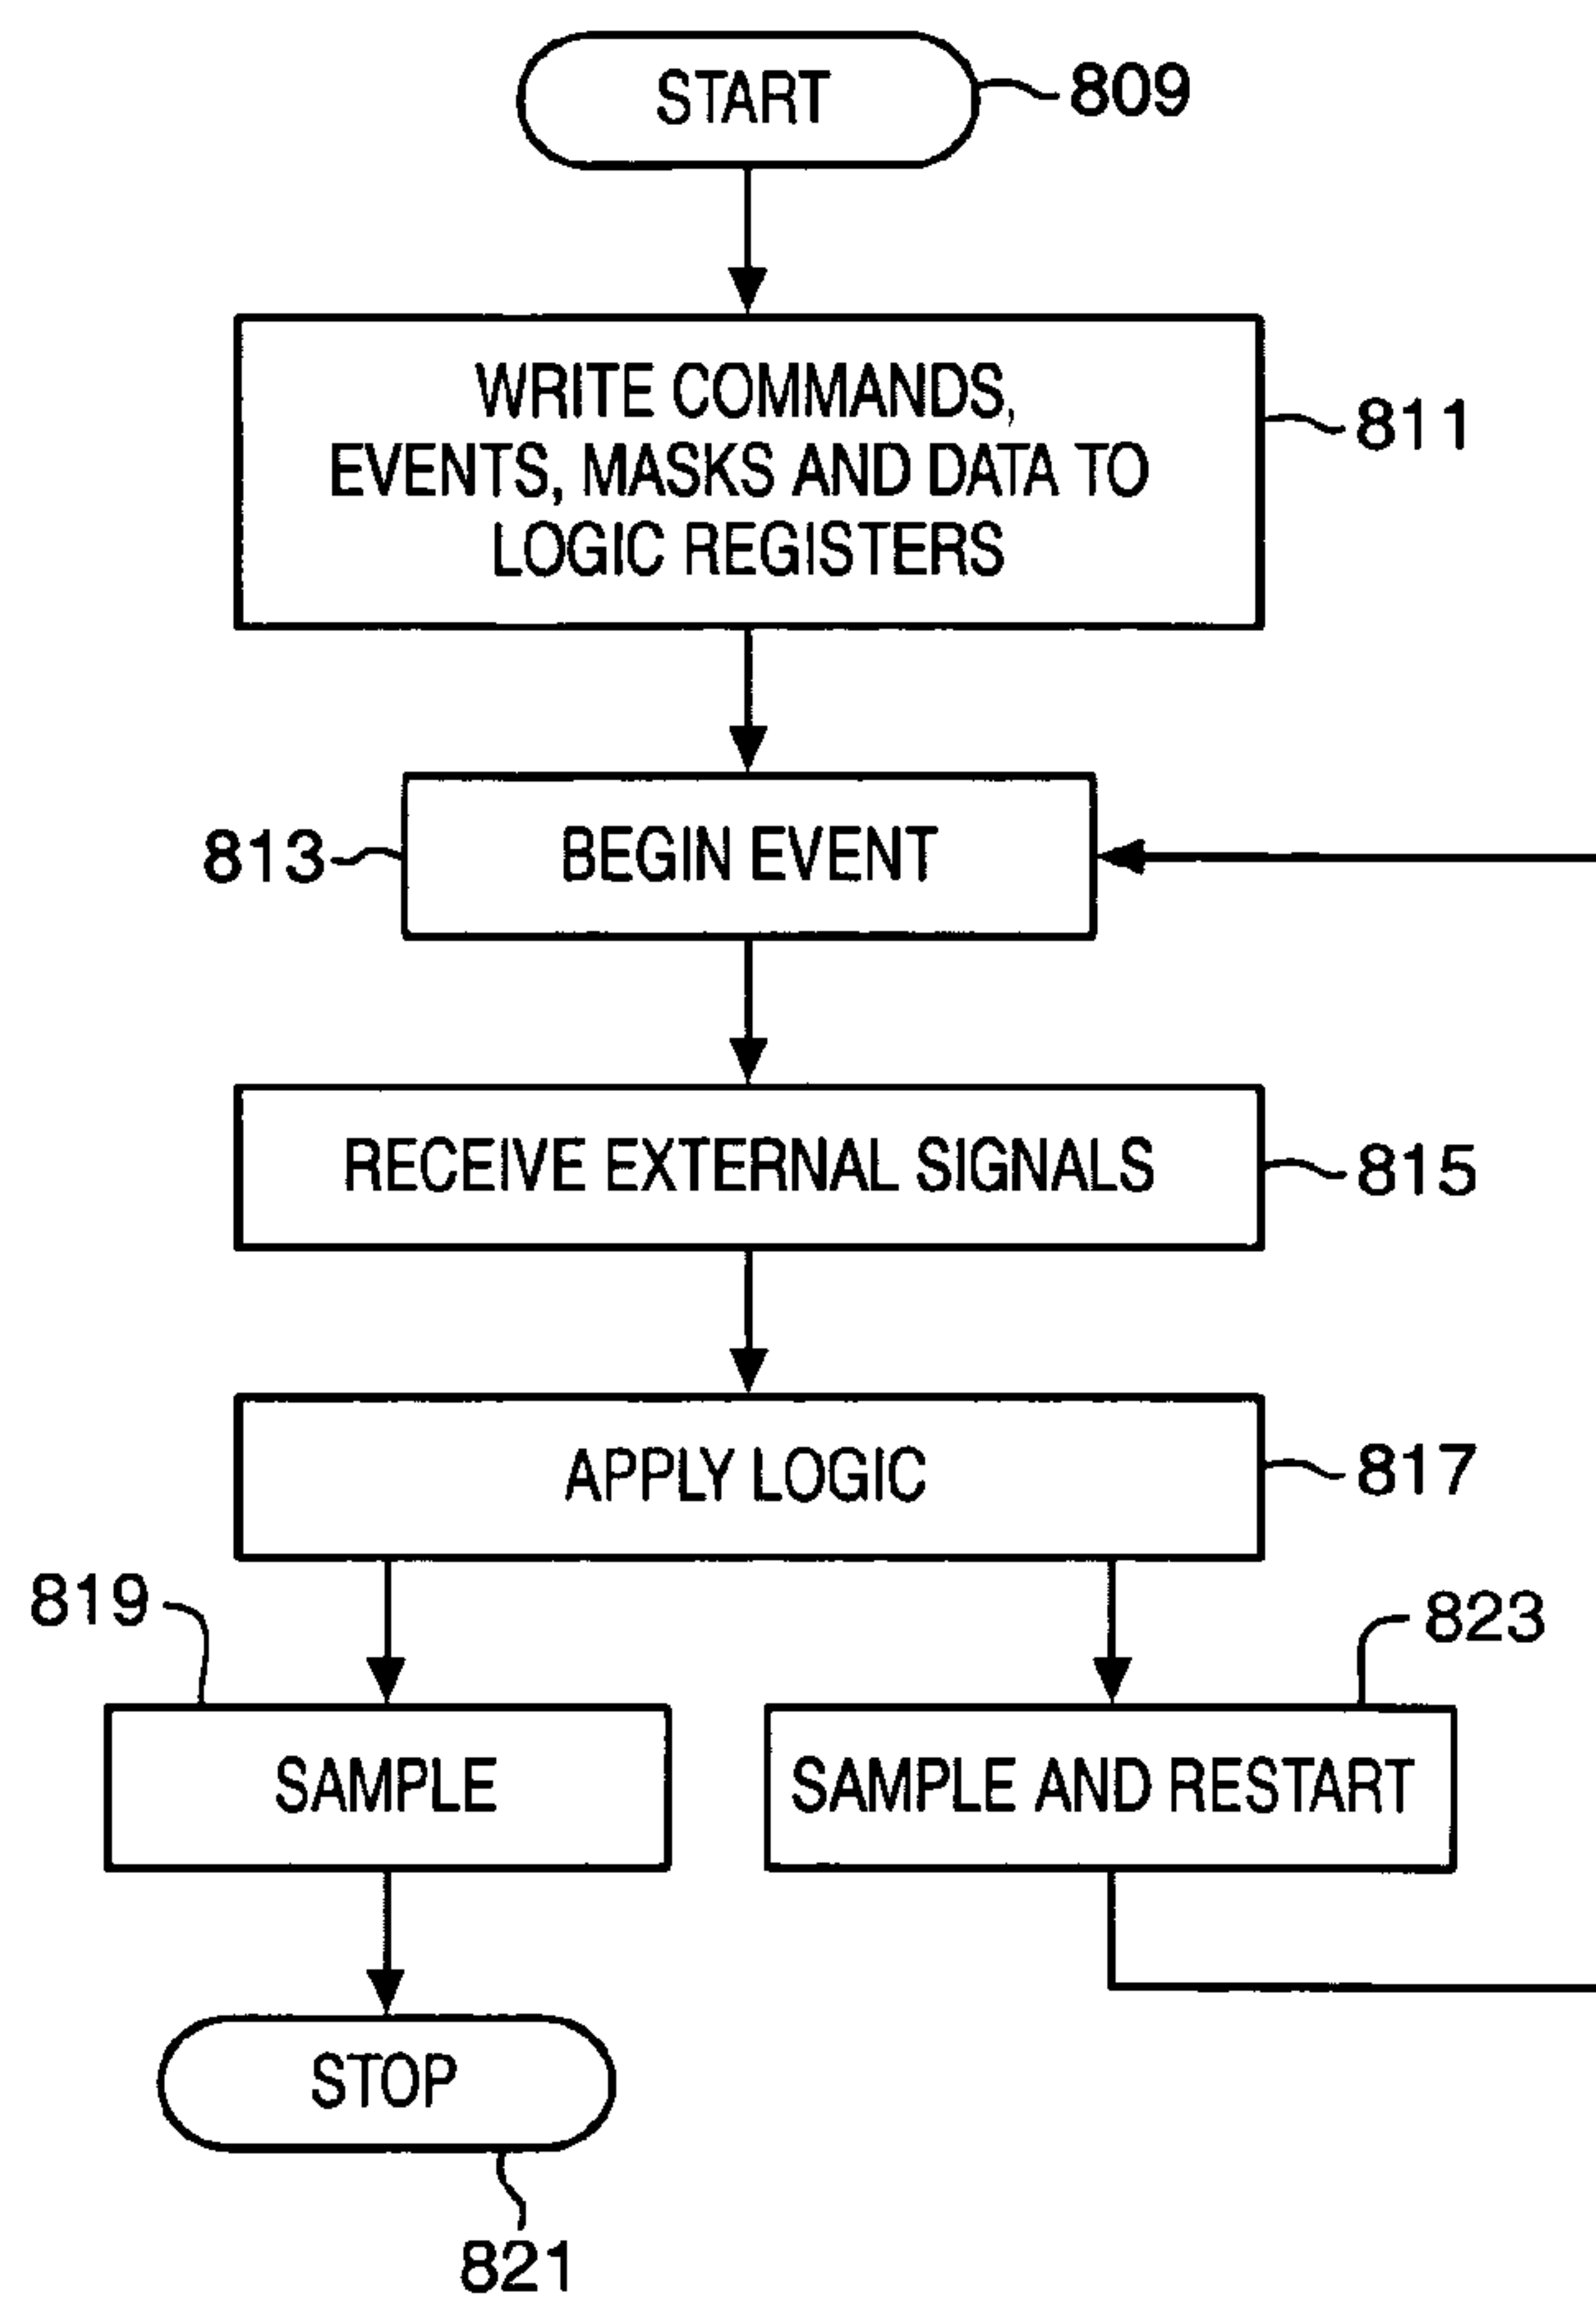 START
809
WRITE COMMANDS,
EVENTS, MASKS AND DATA TO
LOGIC REGISTERS
811
813
BEGIN EVENT
RECEIVE EXTERNAL SIGNALS
815
APPLY LOGIC
817
819
823
SAMPLE
SAMPLE AND RESTART
STOP
821